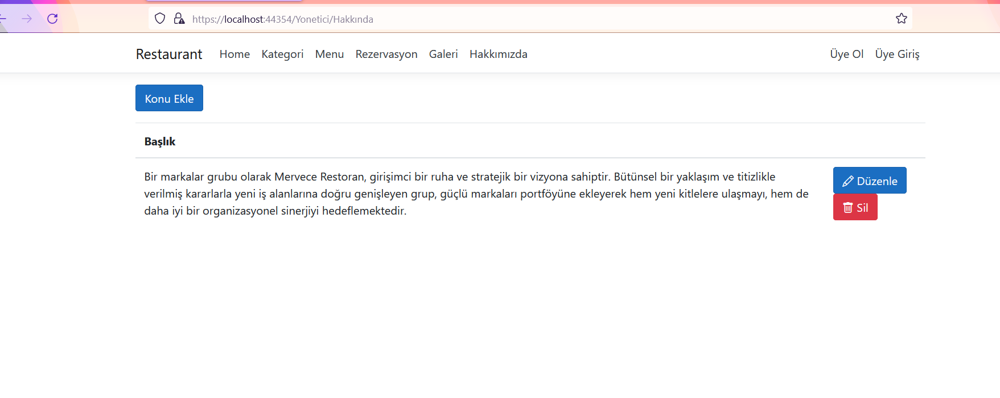 https://localhost:44354/Yonetici/Hakkında
Restaurant Home Kategori Menu Rezervasyon Galeri Hakkımızda Üye Ol Üye Giriş
Konu Ekle
Başlık
Bir markalar grubu olarak Mervece Restoran, girişimci bir ruha ve stratejik bir vizyona sahiptir. Bütünsel bir yaklaşım ve titizlikle
verilmiş kararlarla yeni iş alanlarına doğru genişleyen grup, güçlü markaları portföyüne ekleyerek hem yeni kitlelere ulaşmayı, hem de
daha iyi bir organizasyonel sinerjiyi hedeflemektedir.
Düzenle
Sil